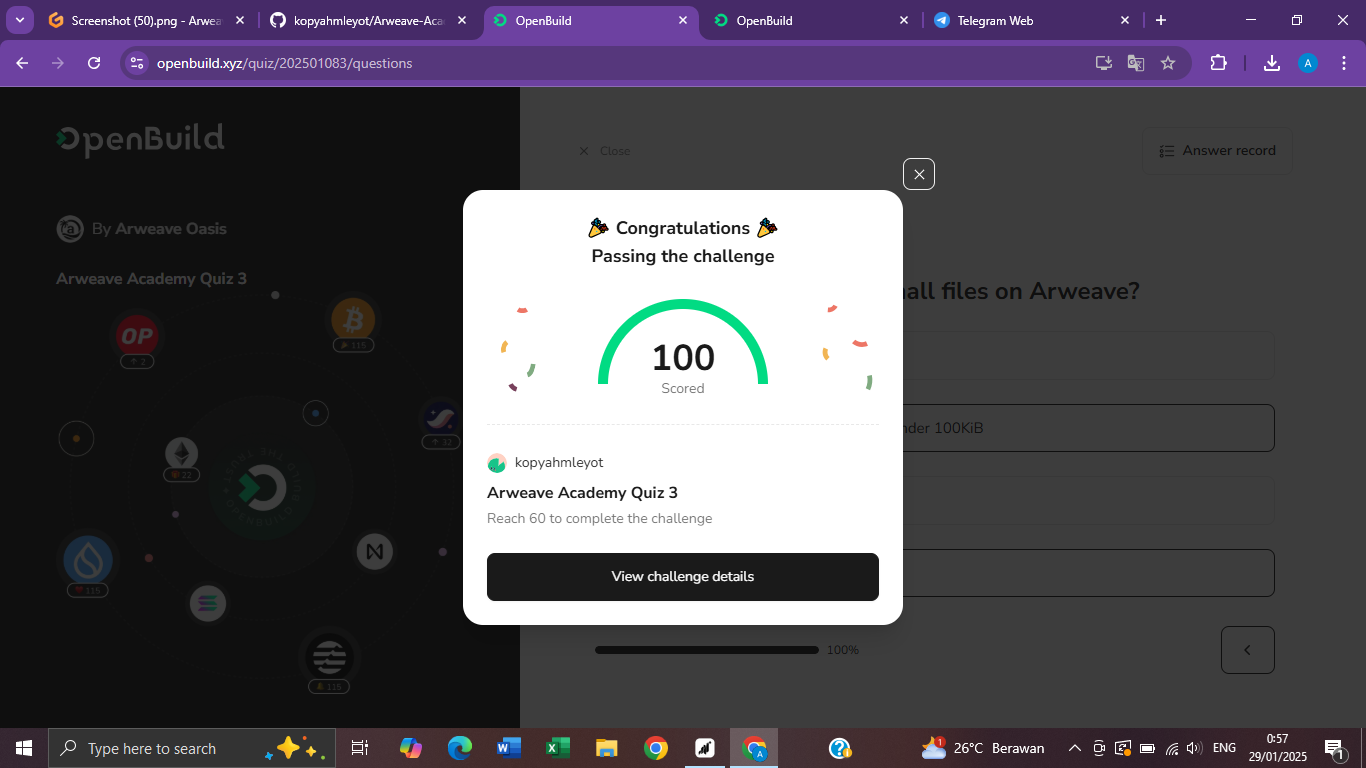 Screenshot (50).png - Arwea
kopyahmleyot/Arweave-Aca
OpenBuild
OpenBuild
Telegram Web
openbuild.xyz/quiz/202501083/questions
A
OpenBuild
Close
Answer record
By Arweave Oasis
Arweave Academy Quiz 3
OP
2
115
32
22
115
115
Congratulations
Passing the challenge
100
Scored
kopyahmleyot
Arweave Academy Quiz 3
Reach 60 to complete the challenge
View challenge details
all files on Arweave?
nder 100KiB
100%
Type here to search
26°C Berawan
ENG
0:57
29/01/2025
1